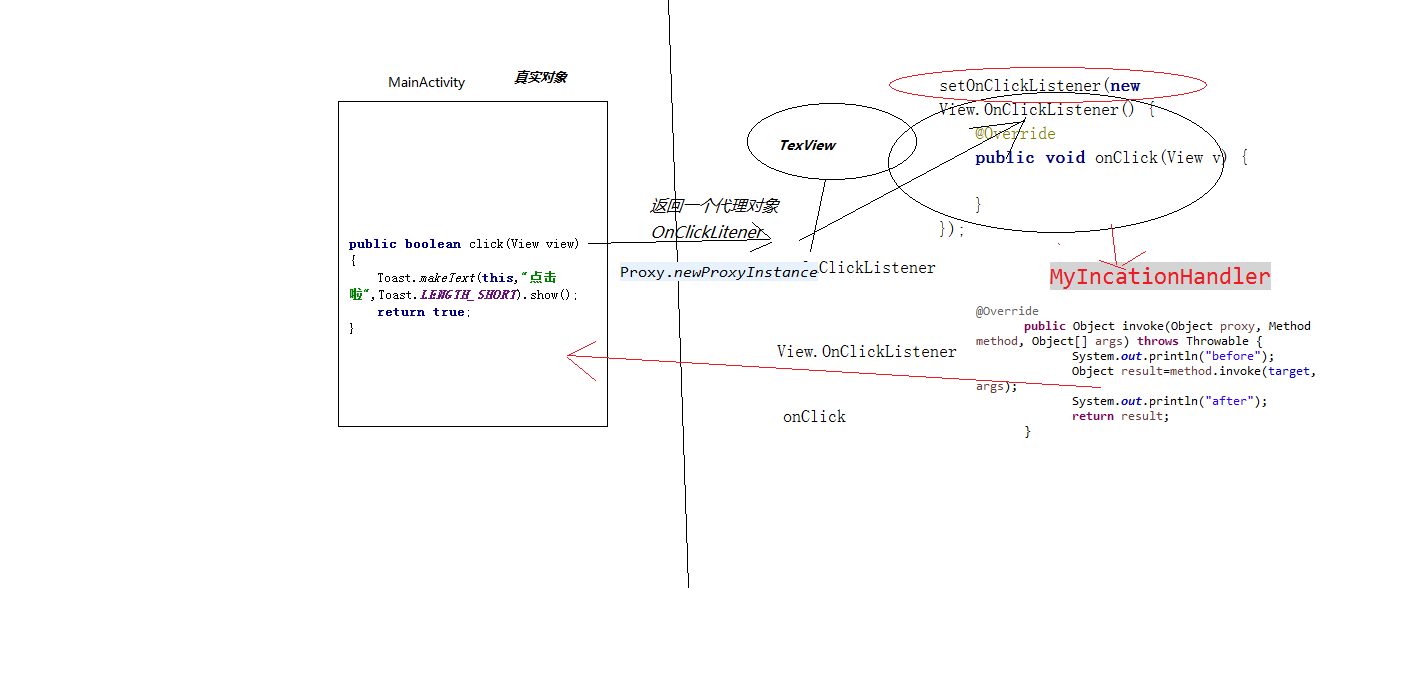 MainActivity
真实对象
public boolean click(View view)
{
Toast.makeText(this,"点击
啦",Toast.LENGTH_SHORT).show();
return true;
}
返回一个代理对象
OnClickLitener
Proxy.newProxyInstance
ClickListener
TexView
setOnClickListener(new
View.OnClickListener() {
@Override
public void onClick(View v) {
}
});
MyIncationHandler
View.OnClickListener
onClick
@Override
public Object invoke(Object proxy, Method
method, Object[] args) throws Throwable {
System.out.println("before");
Object result=method.invoke(target,
args);
System.out.println("after");
return result;
}